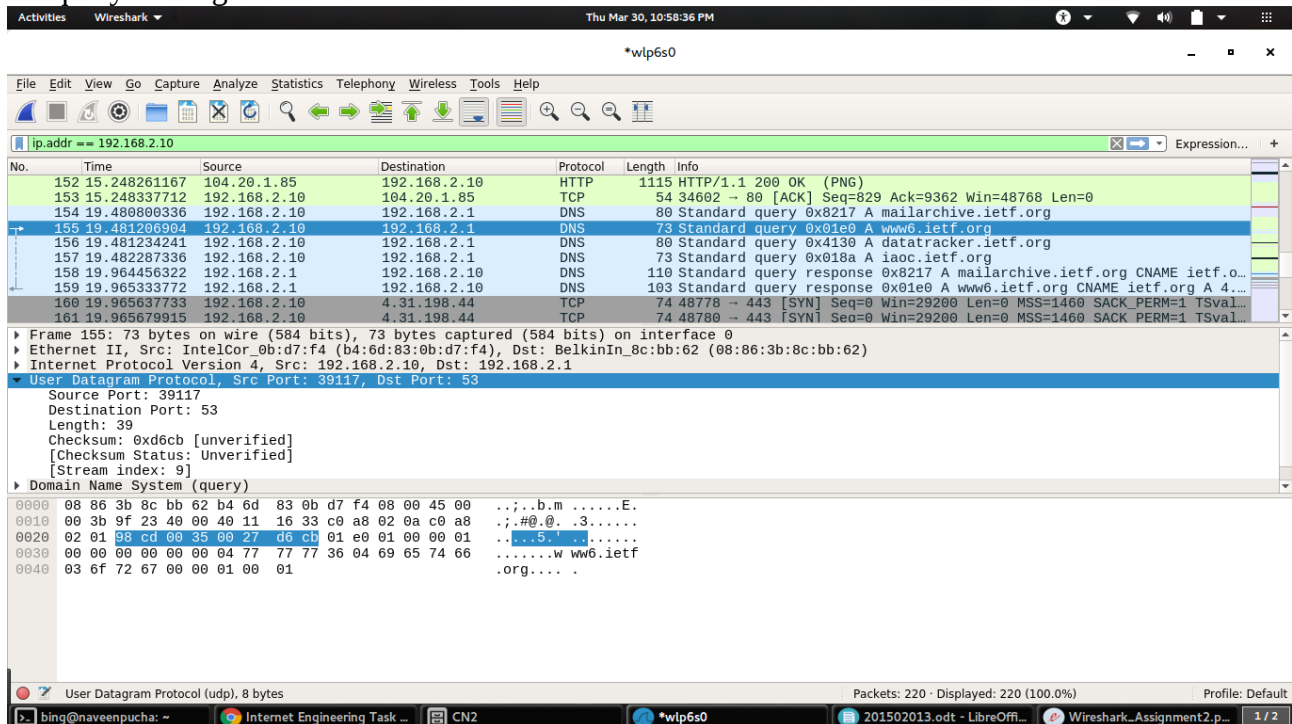 Activities Wireshark Thu Mar 30, 10:58:36 PM
*wlp6s0
File Edit View Go Capture Analyze Statistics Telephony Wireless Tools Help
ip.addr == 192.168.2.10 Expression... +
No. Time Source Destination Protocol Length Info
152 15.248261167 104.20.1.85 192.168.2.10 HTTP 1115 HTTP/1.1 200 OK (PNG)
153 15.248337712 192.168.2.10 104.20.1.85 TCP 54 34602 → 80 [ACK] Seq=829 Ack=9362 Win=48768 Len=0
154 19.480800336 192.168.2.10 192.168.2.1 DNS 80 Standard query 0x8217 A mailarchive.ietf.org
155 19.481206904 192.168.2.10 192.168.2.1 DNS 73 Standard query 0x01e0 A www6.ietf.org
156 19.481234241 192.168.2.10 192.168.2.1 DNS 80 Standard query 0x4130 A datatracker.ietf.org
157 19.482287336 192.168.2.10 192.168.2.1 DNS 73 Standard query 0x018a A iaoc.ietf.org
158 19.964456322 192.168.2.1 192.168.2.10 DNS 110 Standard query response 0x8217 A mailarchive.ietf.org CNAME ietf.o...
159 19.965333772 192.168.2.1 192.168.2.10 DNS 103 Standard query response 0x01e0 A www6.ietf.org CNAME ietf.org A 4....
160 19.965637733 192.168.2.10 4.31.198.44 TCP 74 48778 → 443 [SYN] Seq=0 Win=29200 Len=0 MSS=1460 SACK_PERM=1 TSval...
161 19.965679915 192.168.2.10 4.31.198.44 TCP 74 48780 → 443 [SYN] Seq=0 Win=29200 Len=0 MSS=1460 SACK_PERM=1 TSval...
Frame 155: 73 bytes on wire (584 bits), 73 bytes captured (584 bits) on interface 0
Ethernet II, Src: IntelCor_0b:d7:f4 (b4:6d:83:0b:d7:f4), Dst: BelkinIn_8c:bb:62 (08:86:3b:8c:bb:62)
Internet Protocol Version 4, Src: 192.168.2.10, Dst: 192.168.2.1
User Datagram Protocol, Src Port: 39117, Dst Port: 53
Source Port: 39117
Destination Port: 53
Length: 39
Checksum: 0xd6cb [unverified]
[Checksum Status: Unverified]
[Stream index: 9]
Domain Name System (query)
0000 08 86 3b 8c bb 62 b4 6d 83 0b d7 f4 08 00 45 00 ..;..b.m ......E.
0010 00 3b 9f 23 40 00 40 11 16 33 c0 a8 02 0a c0 a8 .;.#@.@. .3......
0020 02 01 98 cd 00 35 00 27 d6 cb 01 e0 01 00 00 01 .....5.' ........
0030 00 00 00 00 00 00 04 77 77 77 36 04 69 65 74 66 .......w ww6.ietf
0040 03 6f 72 67 00 00 01 00 01 .org.... .
User Datagram Protocol (udp), 8 bytes Packets: 220 · Displayed: 220 (100.0%) Profile: Default
bing@naveenpucha: ~ Internet Engineering Task ... CN2 *wlp6s0 201502013.odt - LibreOffi... Wireshark_Assignment2.p... 1 / 2